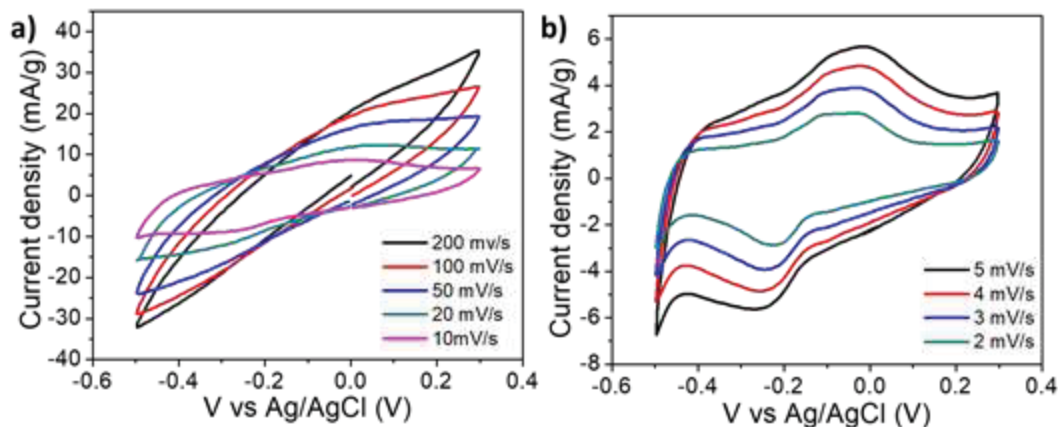 a)
Current density (mA/g)
40
30
20
10
0
-10
-20
-30
-40
-0.6
-0.4
-0.2
0.0
0.2
0.4
V vs Ag/AgCl (V)
200 mv/s
100 mV/s
50 mV/s
20 mV/s
10mV/s
b)
Current density (mA/g)
6
4
2
0
-2
-4
-6
-8
-0.6
-0.4
-0.2
0.0
0.2
0.4
V vs Ag/AgCl (V)
5 mV/s
4 mV/s
3 mV/s
2 mV/s